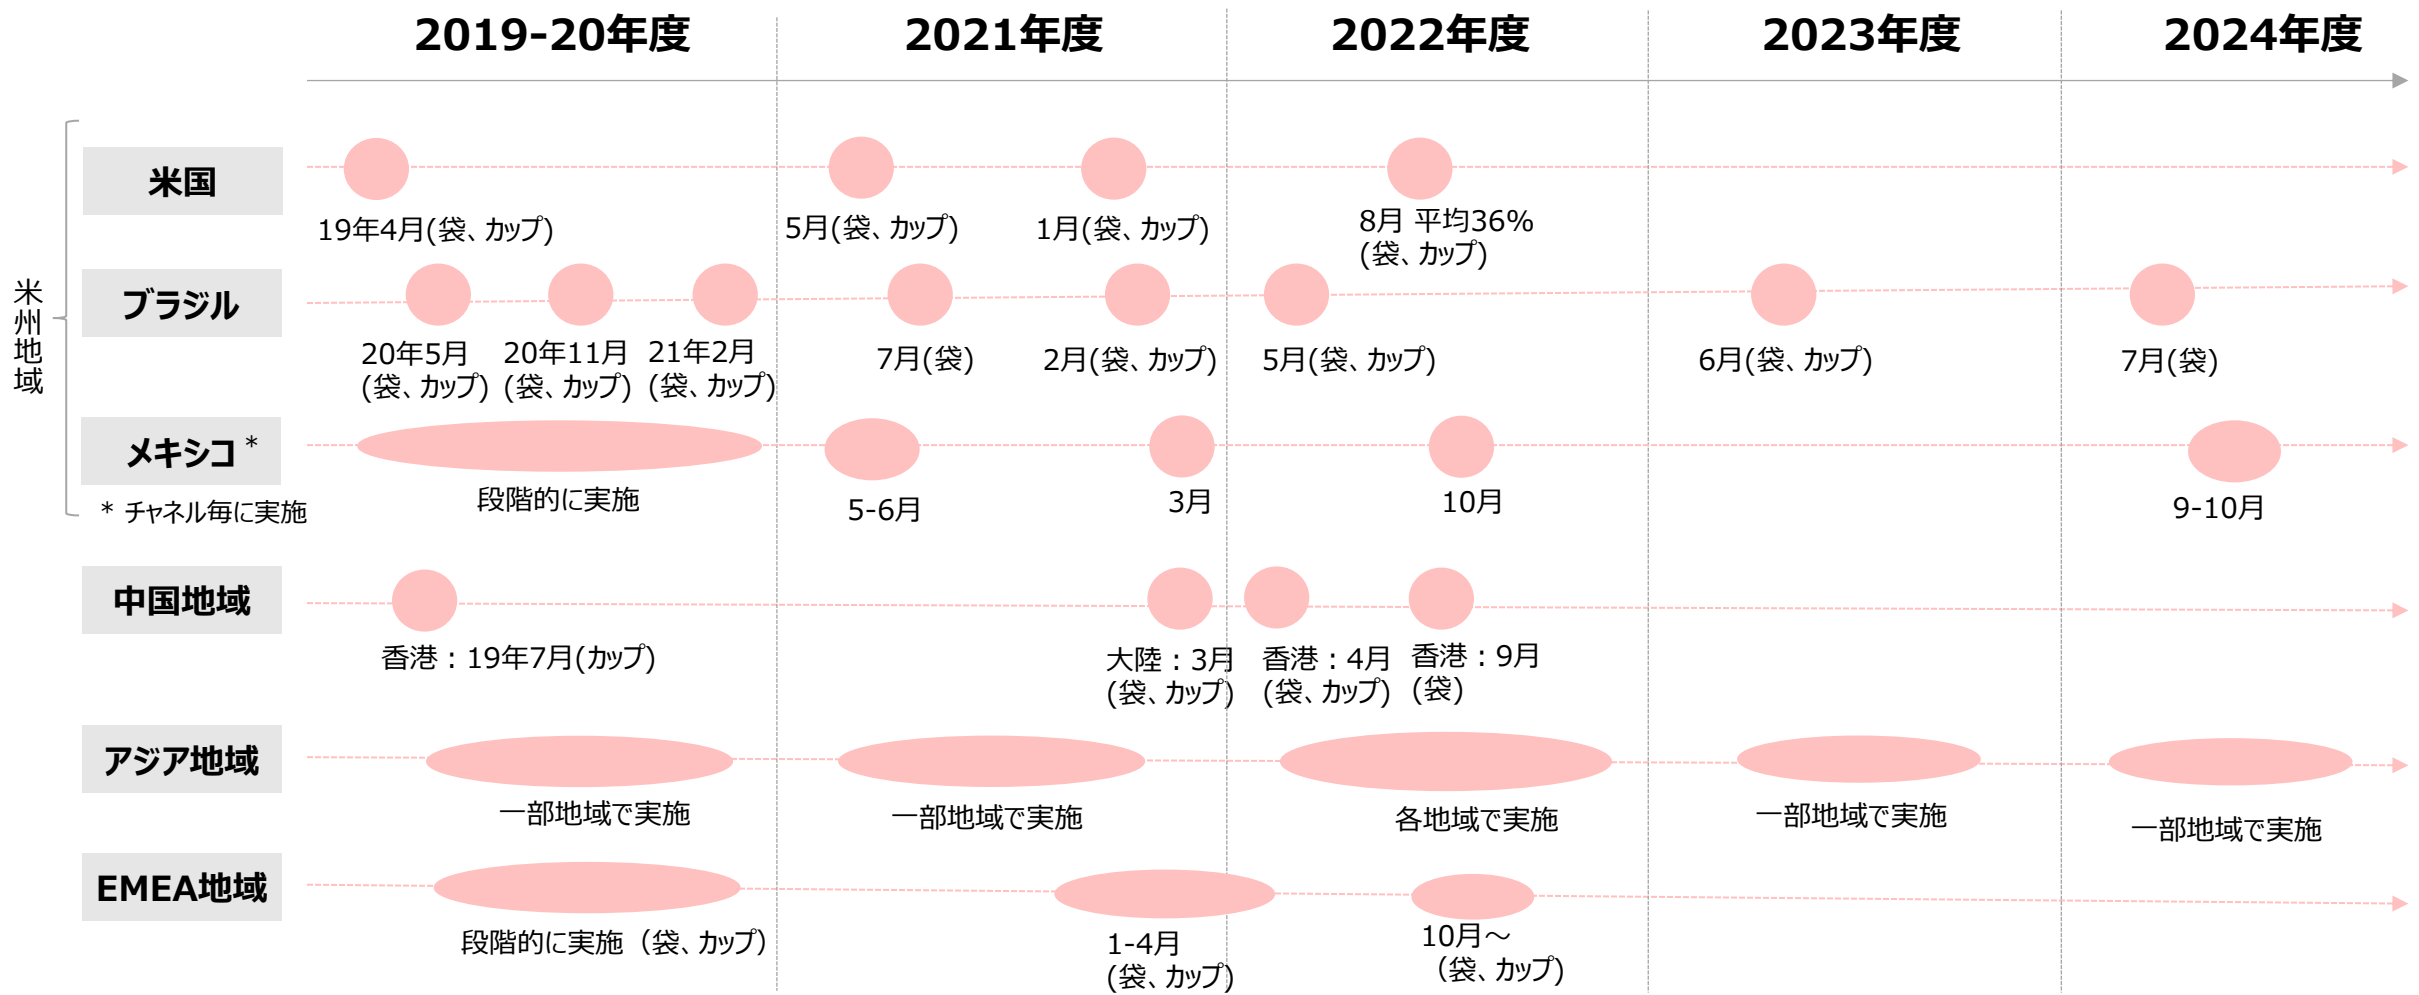 2019-20年度
2021年度
2022年度
2023年度
2024年度
米州地域
米国
19年4月(袋、カップ)
5月(袋、カップ)
1月(袋、カップ)
8月 平均36%
(袋、カップ)
ブラジル
20年5月
(袋、カップ)
20年11月
(袋、カップ)
21年2月
(袋、カップ)
7月(袋)
2月(袋、カップ)
5月(袋、カップ)
6月(袋、カップ)
7月(袋)
メキシコ*
* チャネル毎に実施
段階的に実施
5-6月
3月
10月
9-10月
中国地域
香港：19年7月(カップ)
大陸：3月
(袋、カップ)
香港：4月
(袋、カップ)
香港：9月
(袋)
アジア地域
一部地域で実施
一部地域で実施
各地域で実施
一部地域で実施
一部地域で実施
EMEA地域
段階的に実施（袋、カップ）
1-4月
(袋、カップ)
10月～
（袋、カップ)